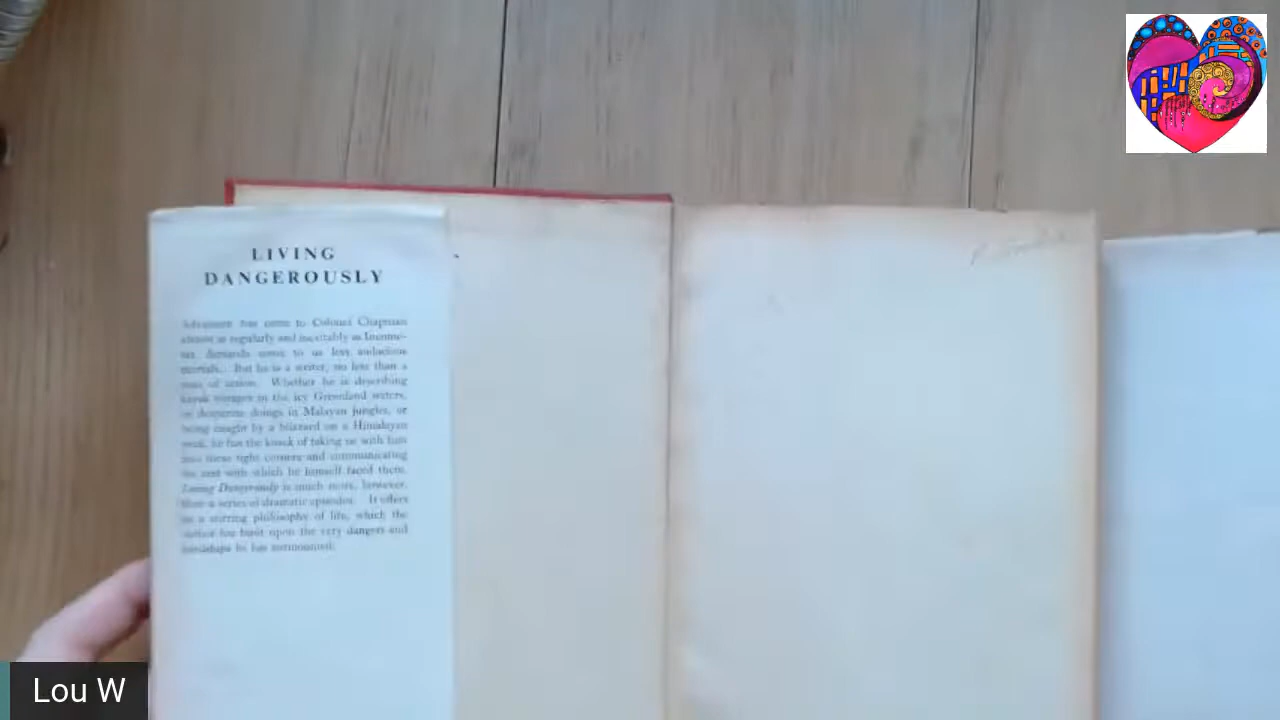 LIVING
DANGEROUSLY
Adventure has come to Colonel Chapman
almost as regularly and inevitably as Income-
tax demands come to us less audacious
mortals. But he is a writer, no less than a
man of action. Whether he is describing
kayak voyages in the icy Greenland waters,
or desperate doings in Malayan jungles, or
being caught by a blizzard on a Himalayan
peak, he has the knack of taking us with him
into these tight corners and communicating
the zest with which he himself faced them.
Living Dangerously is much more, however,
than a series of dramatic episodes. It offers
us a stirring philosophy of life, which the
author has built upon the very dangers and
hardships he has surmounted.
Lou W